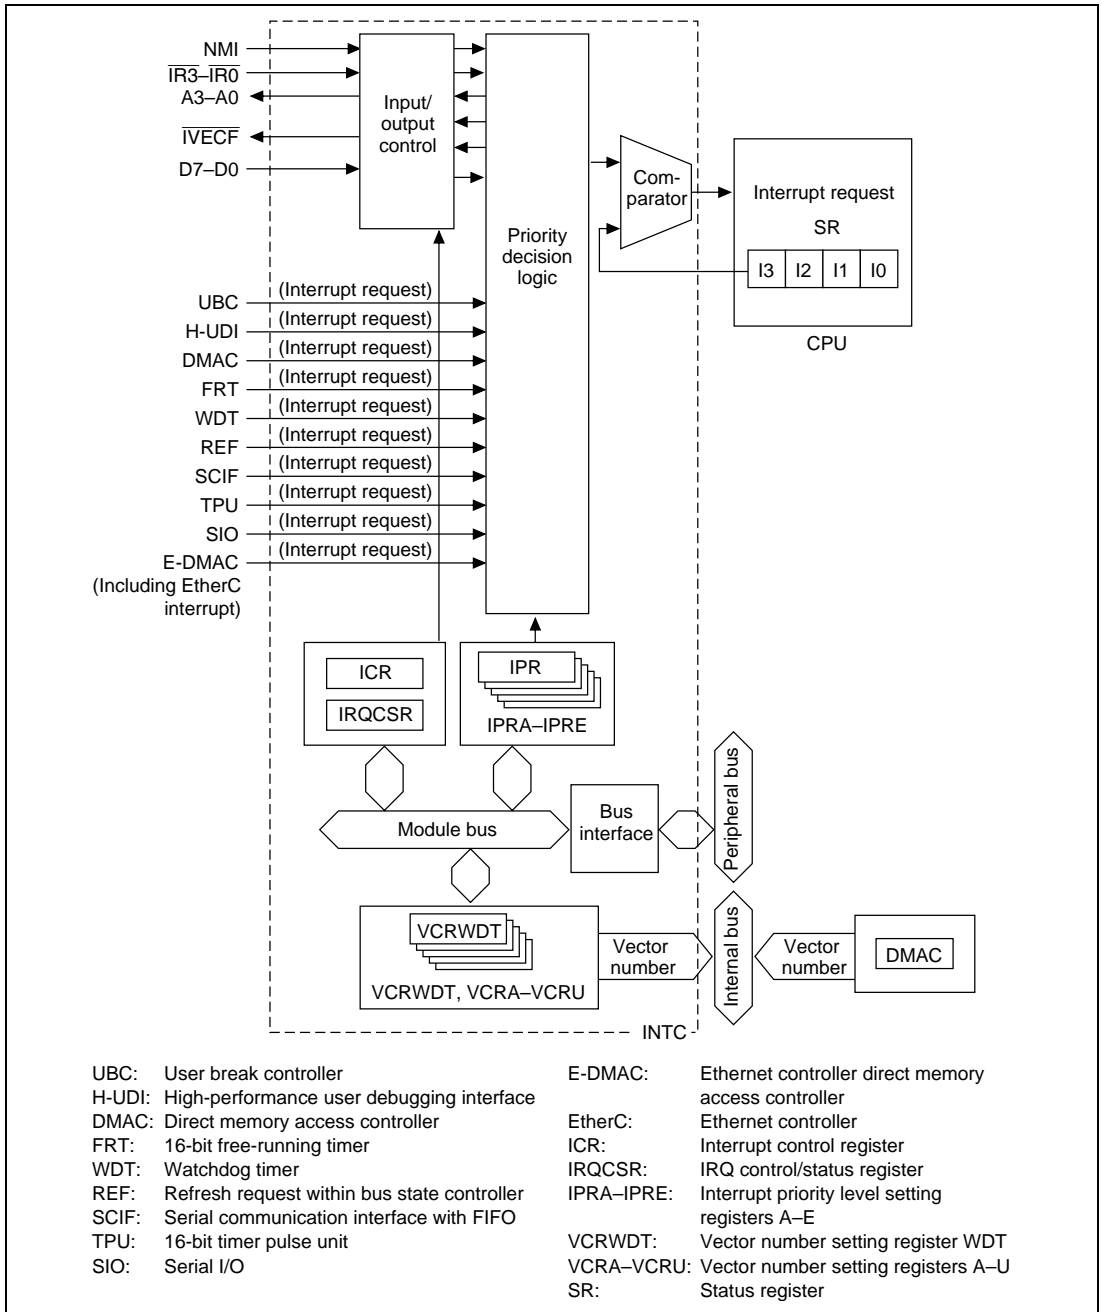 NMI
IR3–IR0
A3–A0
IVECF
D7–D0
Input/
output
control
Priority
decision
logic
Com-
parator
Interrupt request
SR
I3 I2 I1 I0
CPU
UBC (Interrupt request)
H-UDI (Interrupt request)
DMAC (Interrupt request)
FRT (Interrupt request)
WDT (Interrupt request)
REF (Interrupt request)
SCIF (Interrupt request)
TPU (Interrupt request)
SIO (Interrupt request)
E-DMAC (Interrupt request)
(Including EtherC
interrupt)
ICR
IRQCSR
IPR
IPRA–IPRE
Module bus
Bus
interface
Peripheral bus
VCRWDT
VCRWDT, VCRA–VCRU
Vector
number
Internal bus
Vector
number
DMAC
INTC
UBC: User break controller
H-UDI: High-performance user debugging interface
DMAC: Direct memory access controller
FRT: 16-bit free-running timer
WDT: Watchdog timer
REF: Refresh request within bus state controller
SCIF: Serial communication interface with FIFO
TPU: 16-bit timer pulse unit
SIO: Serial I/O
E-DMAC: Ethernet controller direct memory
access controller
EtherC: Ethernet controller
ICR: Interrupt control register
IRQCSR: IRQ control/status register
IPRA–IPRE: Interrupt priority level setting
registers A–E
VCRWDT: Vector number setting register WDT
VCRA–VCRU: Vector number setting registers A–U
SR: Status register